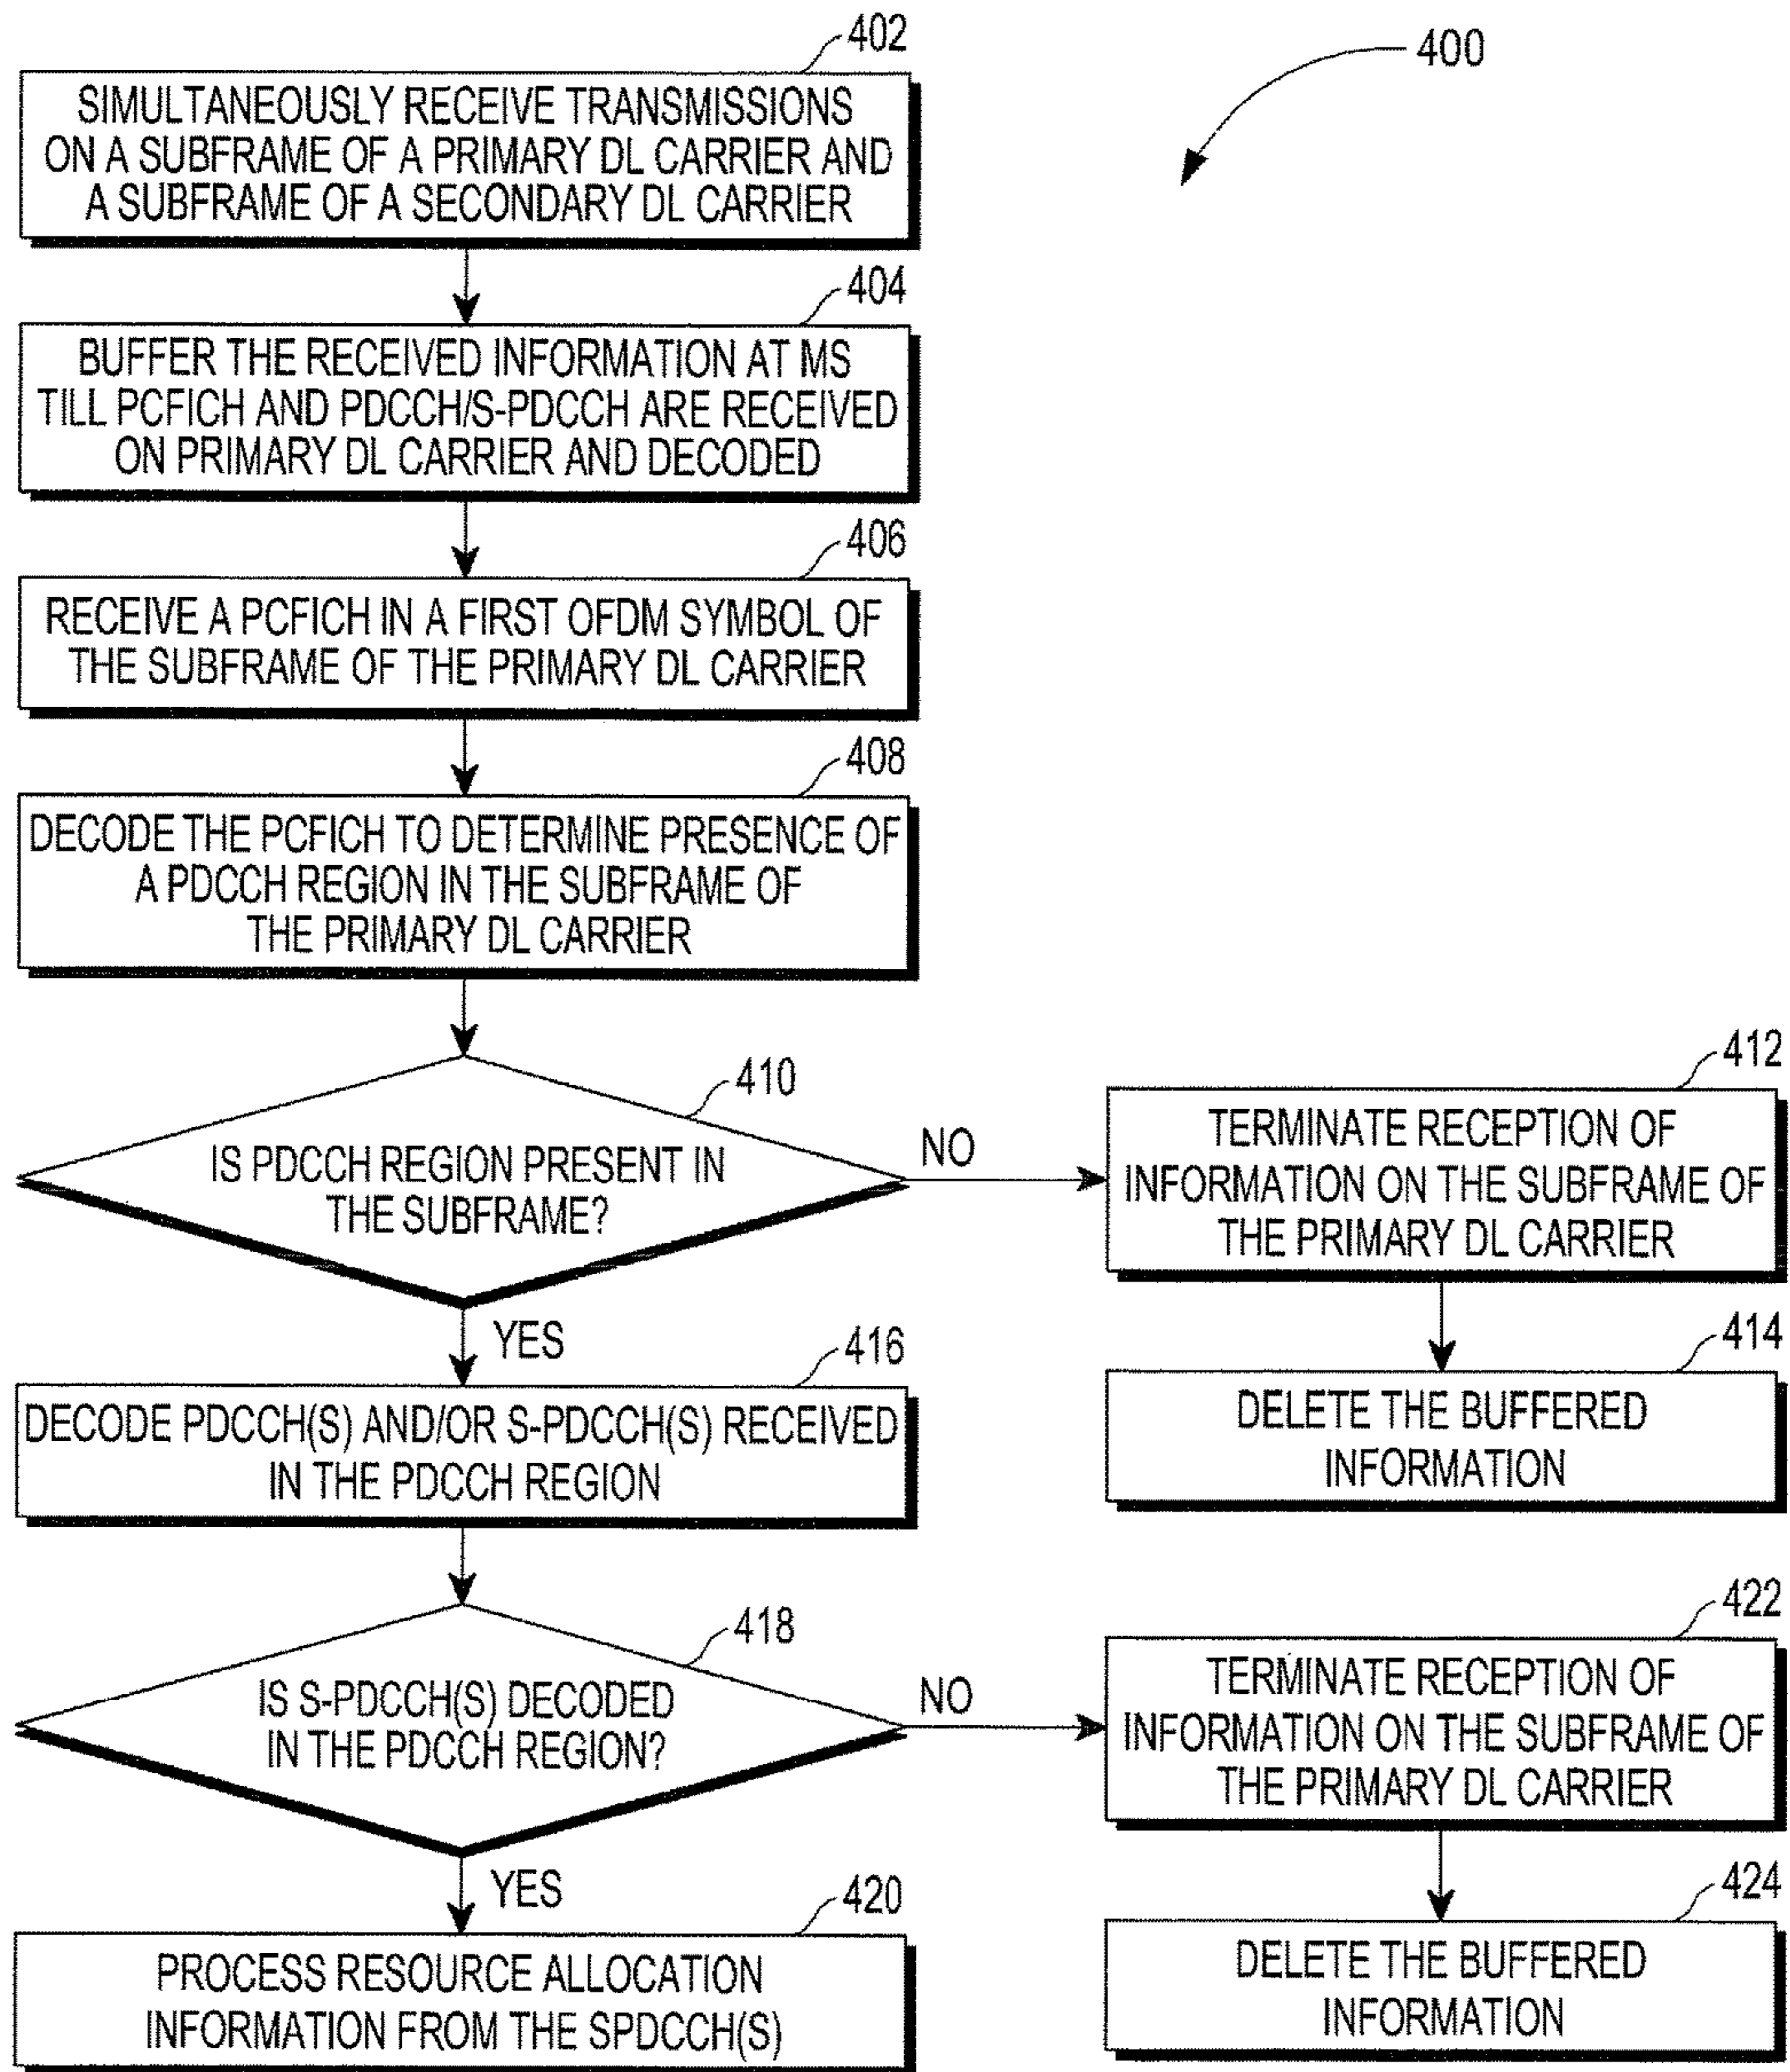 400
402
SIMULTANEOUSLY RECEIVE TRANSMISSIONS
ON A SUBFRAME OF A PRIMARY DL CARRIER AND
A SUBFRAME OF A SECONDARY DL CARRIER
404
BUFFER THE RECEIVED INFORMATION AT MS
TILL PCFICH AND PDCCH/S-PDCCH ARE RECEIVED
ON PRIMARY DL CARRIER AND DECODED
406
RECEIVE A PCFICH IN A FIRST OFDM SYMBOL OF
THE SUBFRAME OF THE PRIMARY DL CARRIER
408
DECODE THE PCFICH TO DETERMINE PRESENCE OF
A PDCCH REGION IN THE SUBFRAME OF
THE PRIMARY DL CARRIER
410
IS PDCCH REGION PRESENT IN
THE SUBFRAME?
NO
412
TERMINATE RECEPTION OF
INFORMATION ON THE SUBFRAME OF
THE PRIMARY DL CARRIER
414
DELETE THE BUFFERED
INFORMATION
YES
416
DECODE PDCCH(S) AND/OR S-PDCCH(S) RECEIVED
IN THE PDCCH REGION
418
IS S-PDCCH(S) DECODED
IN THE PDCCH REGION?
NO
422
TERMINATE RECEPTION OF
INFORMATION ON THE SUBFRAME OF
THE PRIMARY DL CARRIER
424
DELETE THE BUFFERED
INFORMATION
YES
420
PROCESS RESOURCE ALLOCATION
INFORMATION FROM THE SPDCCH(S)